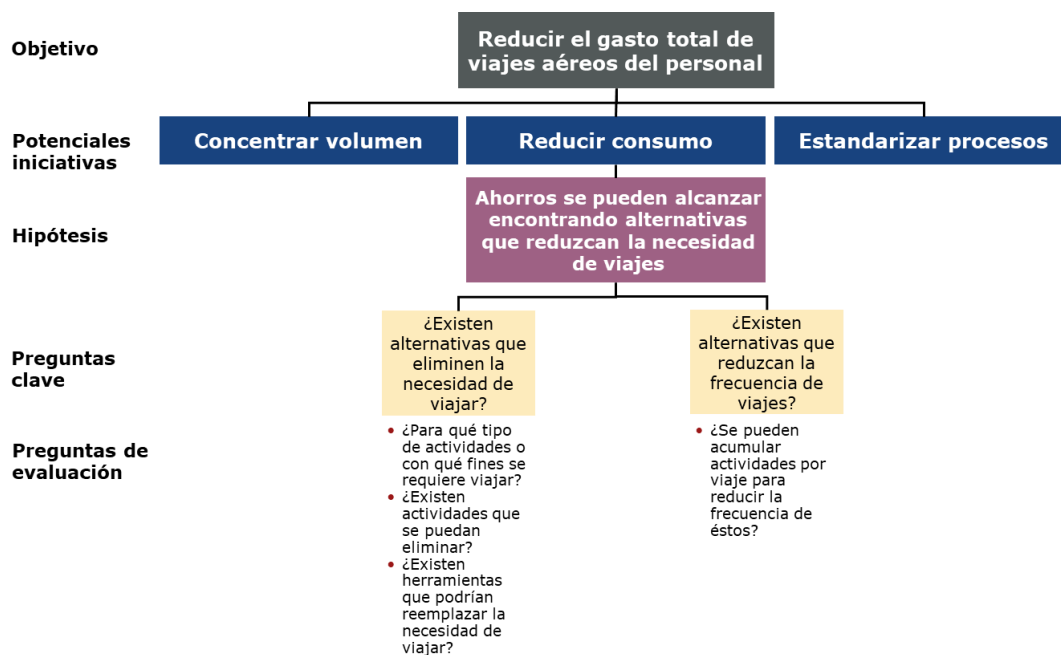 Objetivo
Reducir el gasto total de
viajes aéreos del personal
Potenciales
iniciativas
Concentrar volumen
Reducir consumo
Estandarizar procesos
Hipótesis
Ahorros se pueden alcanzar
encontrando alternativas
que reduzcan la necesidad
de viajes
Preguntas
clave
¿Existen
alternativas que
eliminen la
necesidad de
viajar?
¿Existen
alternativas que
reduzcan la
frecuencia de
viajes?
Preguntas de
evaluación
• ¿Para qué tipo
de actividades o
con qué fines se
requiere viajar?
• ¿Existen
actividades que
se puedan
eliminar?
• ¿Existen
herramientas
que podrían
reemplazar la
necesidad de
viajar?
• ¿Se pueden
acumular
actividades por
viaje para
reducir la
frecuencia de
éstos?